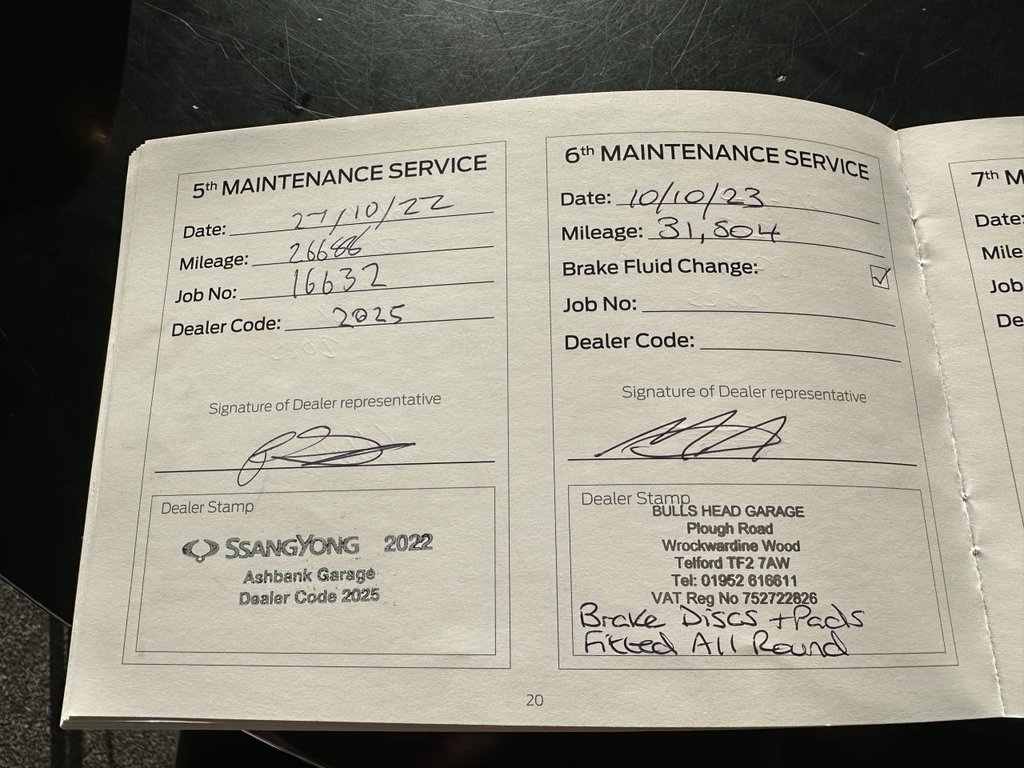 5th MAINTENANCE SERVICE
Date: 27/10/22
Mileage: 26686
Job No: 16632
Dealer Code: 2025
Signature of Dealer representative
Dealer Stamp
SSANGYONG 2022
Ashbank Garage
Dealer Code 2025
6th MAINTENANCE SERVICE
Date: 10/10/23
Mileage: 31,804
Brake Fluid Change:
Job No:
Dealer Code:
Signature of Dealer representative
Dealer Stamp
BULLS HEAD GARAGE
Plough Road
Wrockwardine Wood
Telford TF2 7AW
Tel: 01952 616611
VAT Reg No 752722826
Brake Discs + Pads
Fitted All Round
20
7th M
Date:
Mile
Job
De